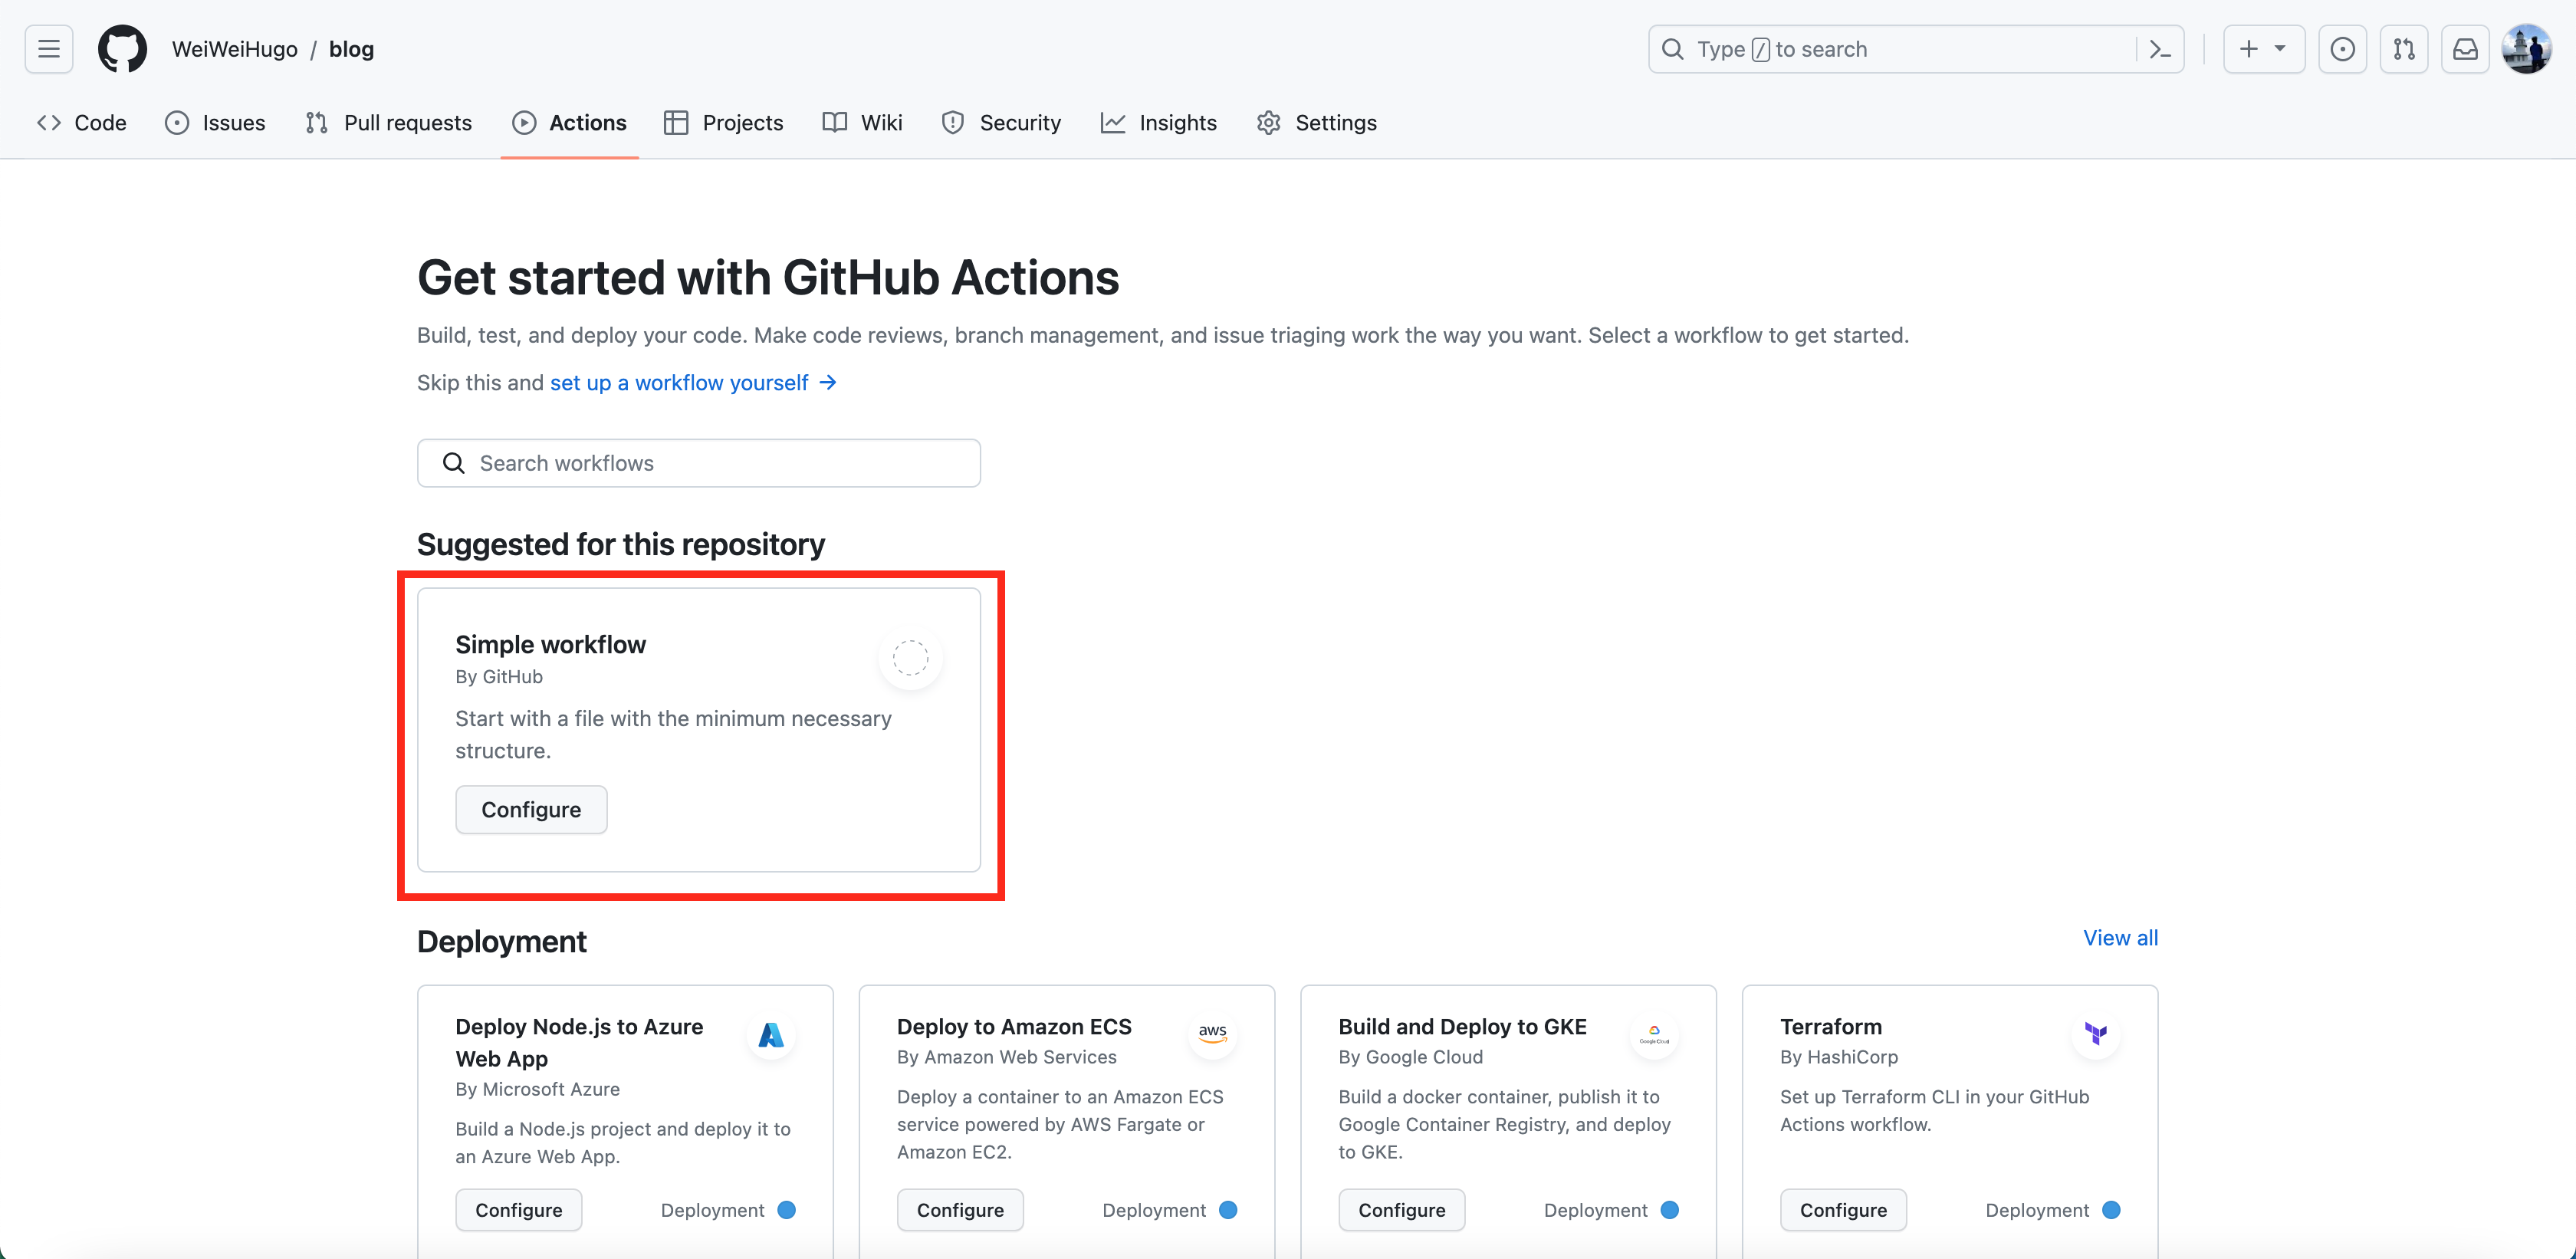 WeiWeiHugo / blog
Type / to search
Code Issues Pull requests Actions Projects Wiki Security Insights Settings
Get started with GitHub Actions
Build, test, and deploy your code. Make code reviews, branch management, and issue triaging work the way you want. Select a workflow to get started.
Skip this and set up a workflow yourself →
Search workflows
Suggested for this repository
Simple workflow
By GitHub
Start with a file with the minimum necessary
structure.
Configure
Deployment
View all
Deploy Node.js to Azure
Web App
By Microsoft Azure
Build a Node.js project and deploy it to
an Azure Web App.
Configure
Deployment
Deploy to Amazon ECS
aws
By Amazon Web Services
Deploy a container to an Amazon ECS
service powered by AWS Fargate or
Amazon EC2.
Configure
Deployment
Build and Deploy to GKE
Google Cloud
By Google Cloud
Build a docker container, publish it to
Google Container Registry, and deploy
to GKE.
Configure
Deployment
Terraform
By HashiCorp
Set up Terraform CLI in your GitHub
Actions workflow.
Configure
Deployment